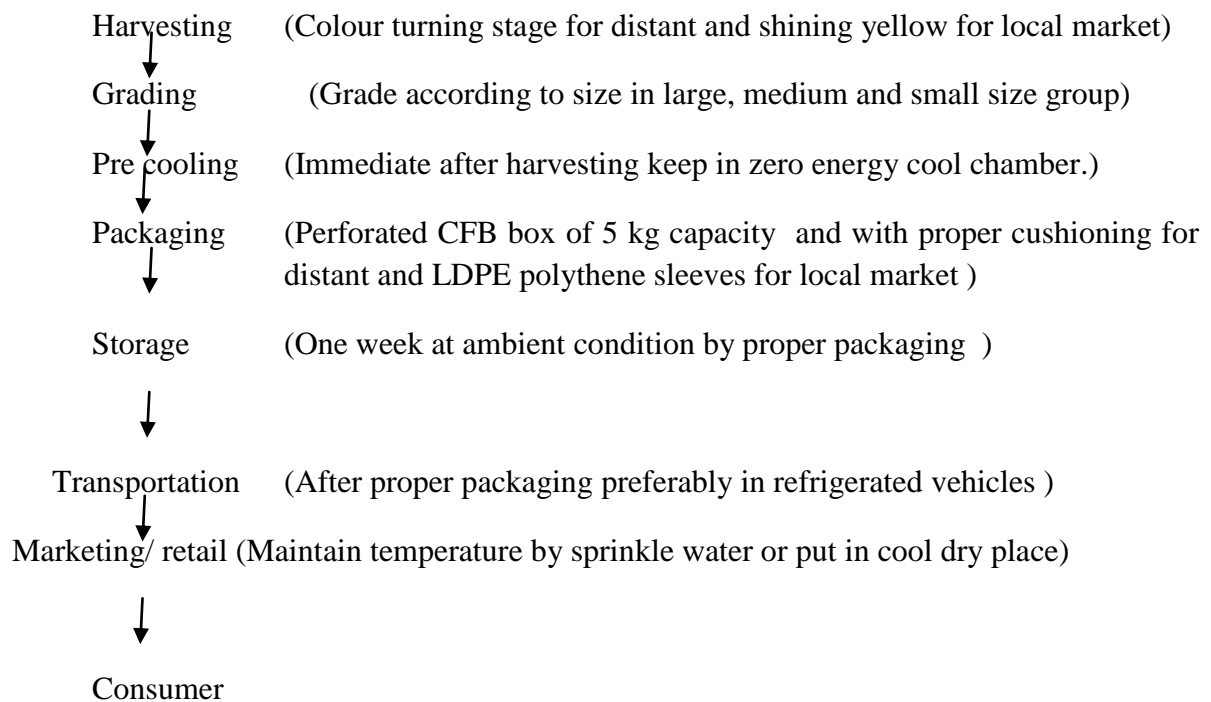 Harvesting (Colour turning stage for distant and shining yellow for local market)
Grading (Grade according to size in large, medium and small size group)
Pre cooling (Immediate after harvesting keep in zero energy cool chamber.)
Packaging (Perforated CFB box of 5 kg capacity and with proper cushioning for
distant and LDPE polythene sleeves for local market )
Storage (One week at ambient condition by proper packaging )
Transportation (After proper packaging preferably in refrigerated vehicles )
Marketing/ retail (Maintain temperature by sprinkle water or put in cool dry place)
Consumer